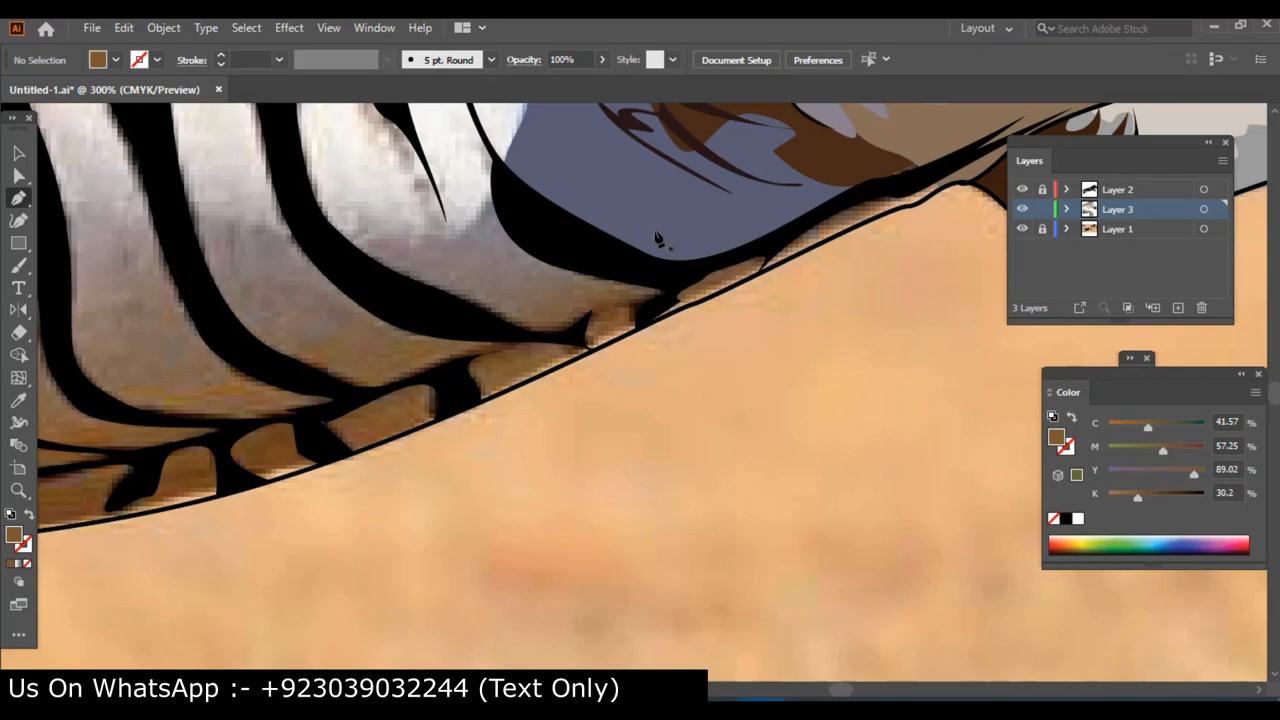 Ai File Edit Object Type Select Effect View Window Help Layout Search Adobe Stock
No Selection Stroke: 5 pt. Round Opacity: 100% Style: Document Setup Preferences
Untitled-1.ai* @ 300% (CMYK/Preview)
Layers
Layer 2
Layer 3
Layer 1
3 Layers
Color
C 41.57 %
M 57.25 %
Y 89.02 %
K 30.2 %
Us On WhatsApp :- +923039032244 (Text Only)